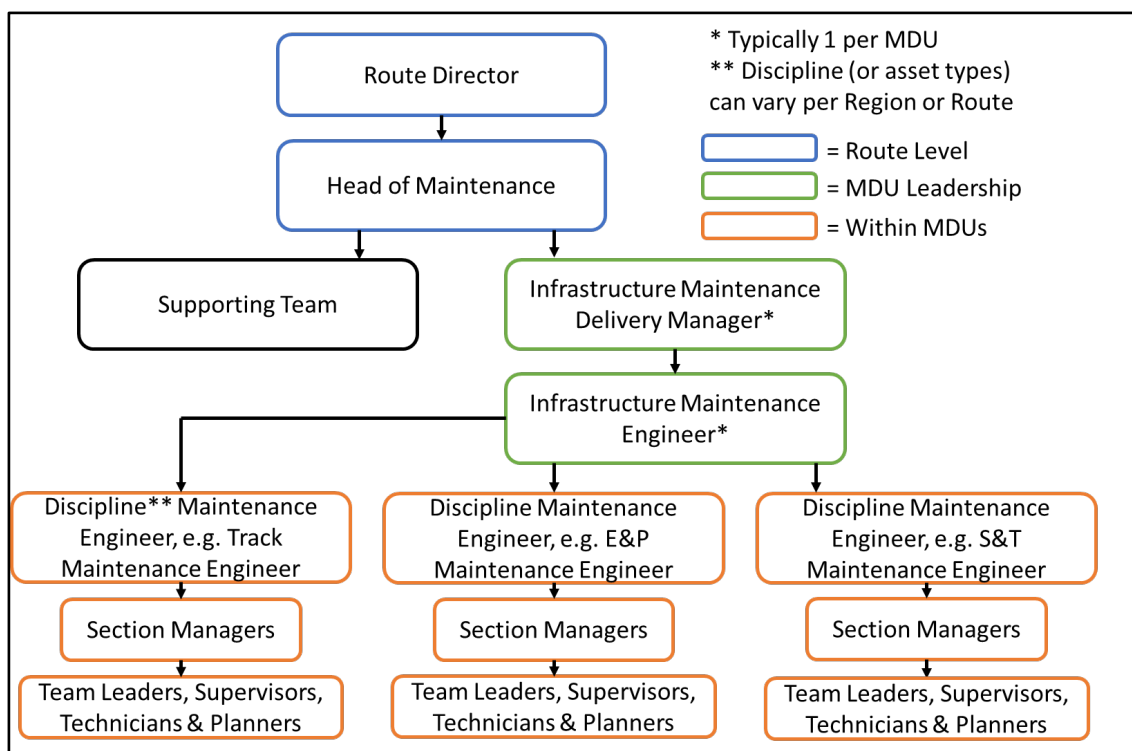 Route Director
* Typically 1 per MDU
** Discipline (or asset types)
can vary per Region or Route
= Route Level
= MDU Leadership
= Within MDUs
Head of Maintenance
Supporting Team
Infrastructure Maintenance
Delivery Manager*
Infrastructure Maintenance
Engineer*
Discipline** Maintenance
Engineer, e.g. Track
Maintenance Engineer
Discipline Maintenance
Engineer, e.g. E&P
Maintenance Engineer
Discipline Maintenance
Engineer, e.g. S&T
Maintenance Engineer
Section Managers
Section Managers
Section Managers
Team Leaders, Supervisors,
Technicians & Planners
Team Leaders, Supervisors,
Technicians & Planners
Team Leaders, Supervisors,
Technicians & Planners